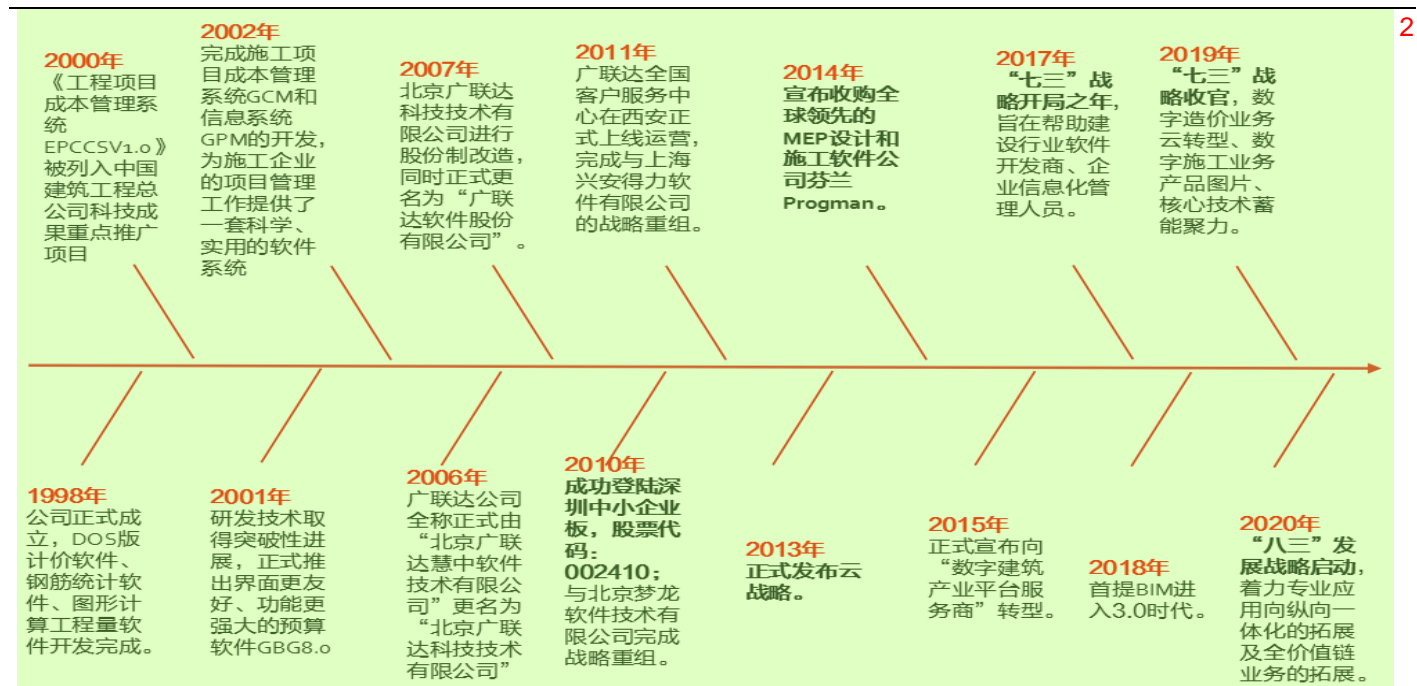 2
2000年
《工程项目
成本管理系
统
EPCCSV1.0》
被列入中国
建筑工程总
公司科技成
果重点推广
项目
2002年
完成施工项
目成本管理
系统GCM和
信息系统
GPM的开发，
为施工企业
的项目管理
工作提供了
一套科学、
实用的软件
系统
2007年
北京广联达
科技技术有
限公司进行
股份制改造，
同时正式更
名为“广联
达软件股份
有限公司”。
2011年
广联达全国
客户服务中
心在西安正
式上线运营，
完成与上海
兴安得力软
件有限公司
的战略重组。
2014年
宣布收购全
球领先的
MEP设计和
施工软件公
司芬兰
Progman。
2017年
“七三”战
略开局之年，
旨在帮助建
设行业软件
开发商、企
业信息化管
理人员。
2019年
“七三”战
略收官，数
字造价业务
云转型、数
字施工业务
产品图片、
核心技术蓄
能聚力。
1998年
公司正式成
立，DOS版
计价软件、
钢筋统计软
件、图形计
算工程量软
件开发完成。
2001年
研发技术取
得突破性进
展，正式推
出界面更友
好、功能更
强大的预算
软件GBG8.0
2006年
广联达公司
全称正式由
“北京广联
达慧中软件
技术有限公
司”更名为
“北京广联
达科技技术
有限公司”
2010年
成功登陆深
圳中小企业
板，股票代
码：
002410；
与北京梦龙
软件技术有
限公司完成
战略重组。
2013年
正式发布云
战略。
2015年
正式宣布向
“数字建筑
产业平台服
务商”转型。
2018年
首提BIM进
入3.0时代。
2020年
“八三”发
展战略启动，
着力专业应
用向纵向一
体化的拓展
及全价值链
业务的拓展。